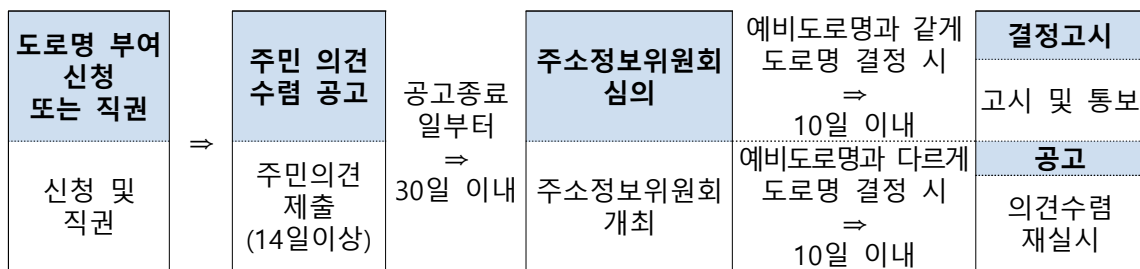 도로명 부여
신청
또는 직권
신청 및
직권
⇒
주민 의견
수렴 공고
주민의견
제출
(14일이상)
공고종료
일부터
⇒
30일 이내
주소정보위원회
심의
주소정보위원회
개최
예비도로명과 같게
도로명 결정 시
⇒
10일 이내
예비도로명과 다르게
도로명 결정 시
⇒
10일 이내
결정고시
고시 및 통보
공고
의견수렴
재실시